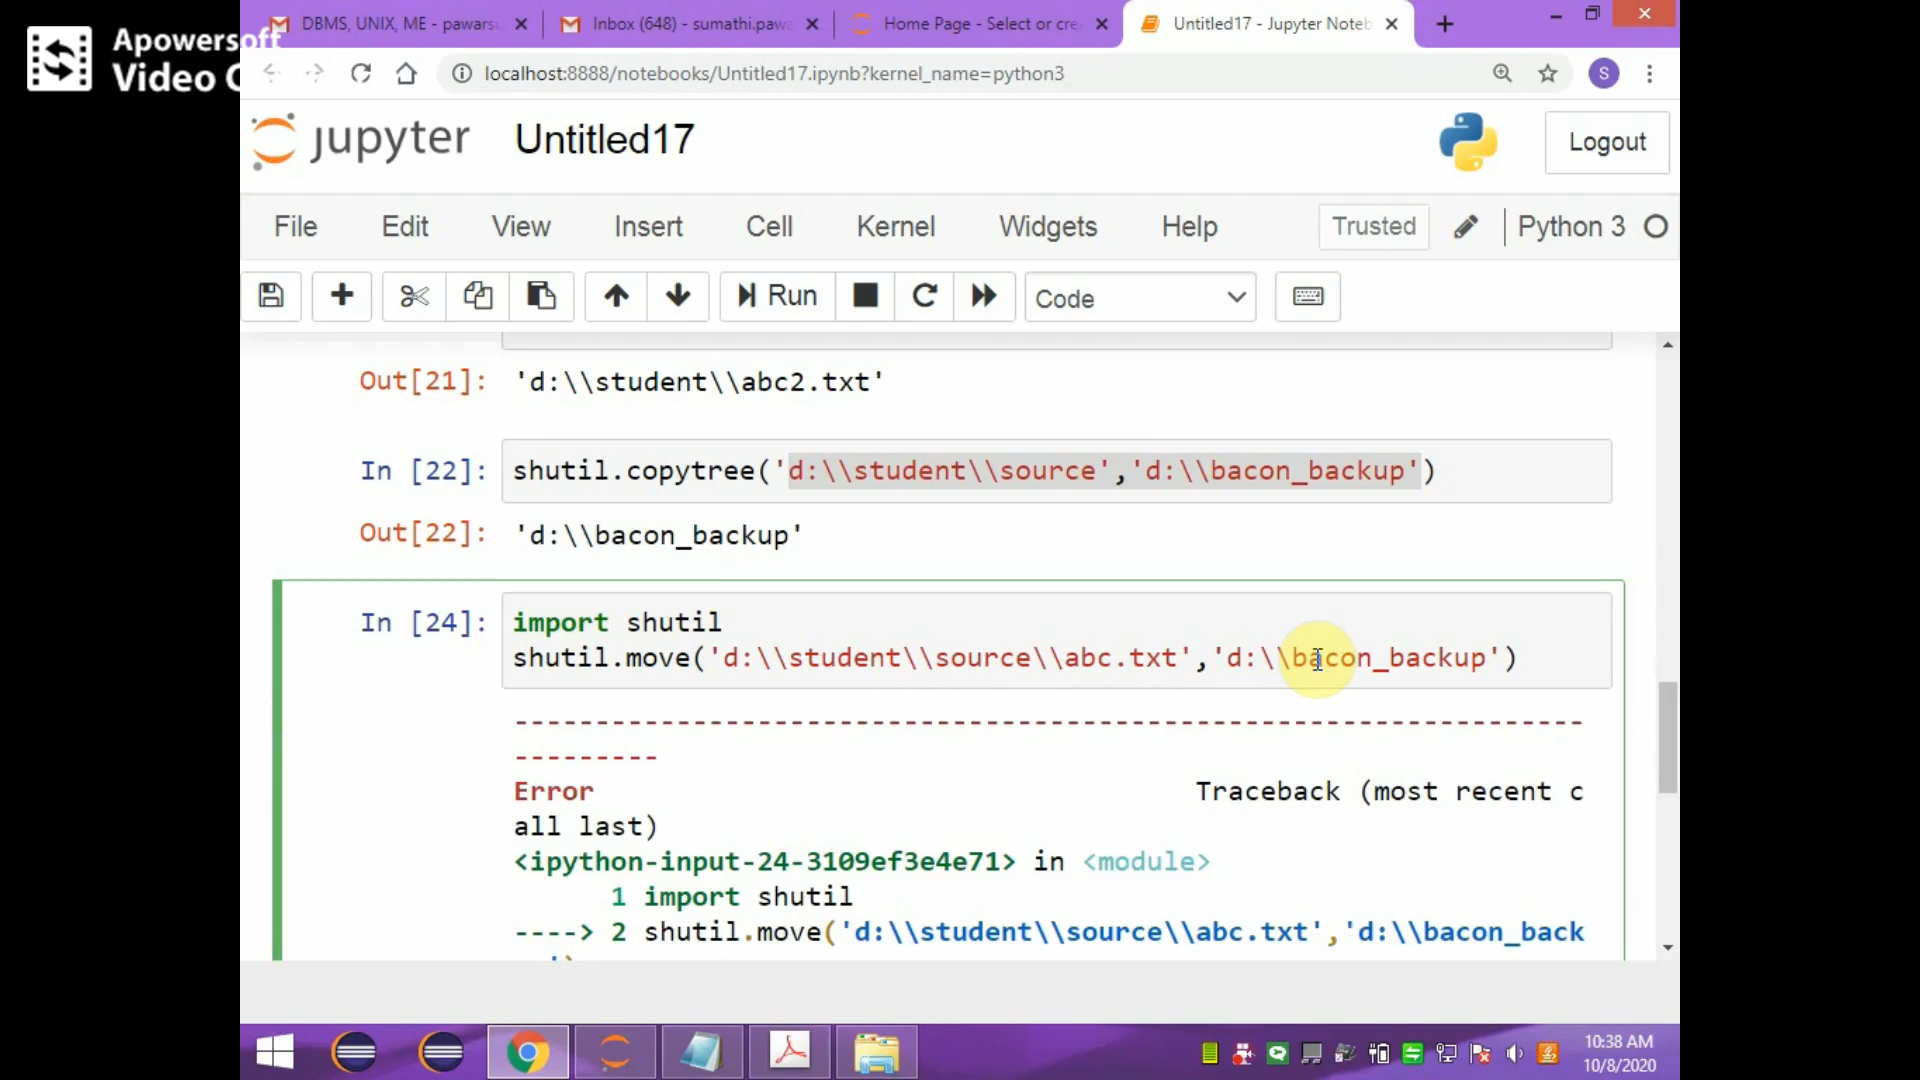 Apowersoft
Video C
DBMS, UNIX, ME - pawars
Inbox (648) - sumathi.pawa
Home Page - Select or cre
Untitled17 - Jupyter Noteb
localhost:8888/notebooks/Untitled17.ipynb?kernel_name=python3
S
jupyter
Untitled17
Logout
File
Edit
View
Insert
Cell
Kernel
Widgets
Help
Trusted
Python 3
Run
Code
Out[21]: 'd:\\student\\abc2.txt'
In [22]: shutil.copytree('d:\\student\\source','d:\\bacon_backup')
Out[22]: 'd:\\bacon_backup'
In [24]: import shutil
shutil.move('d:\\student\\source\\abc.txt','d:\\bacon_backup')
------------------------------------------------------------------
---------
Error Traceback (most recent c
all last)
<ipython-input-24-3109ef3e4e71> in <module>
1 import shutil
----> 2 shutil.move('d:\\student\\source\\abc.txt','d:\\bacon_back
10:38 AM
10/8/2020